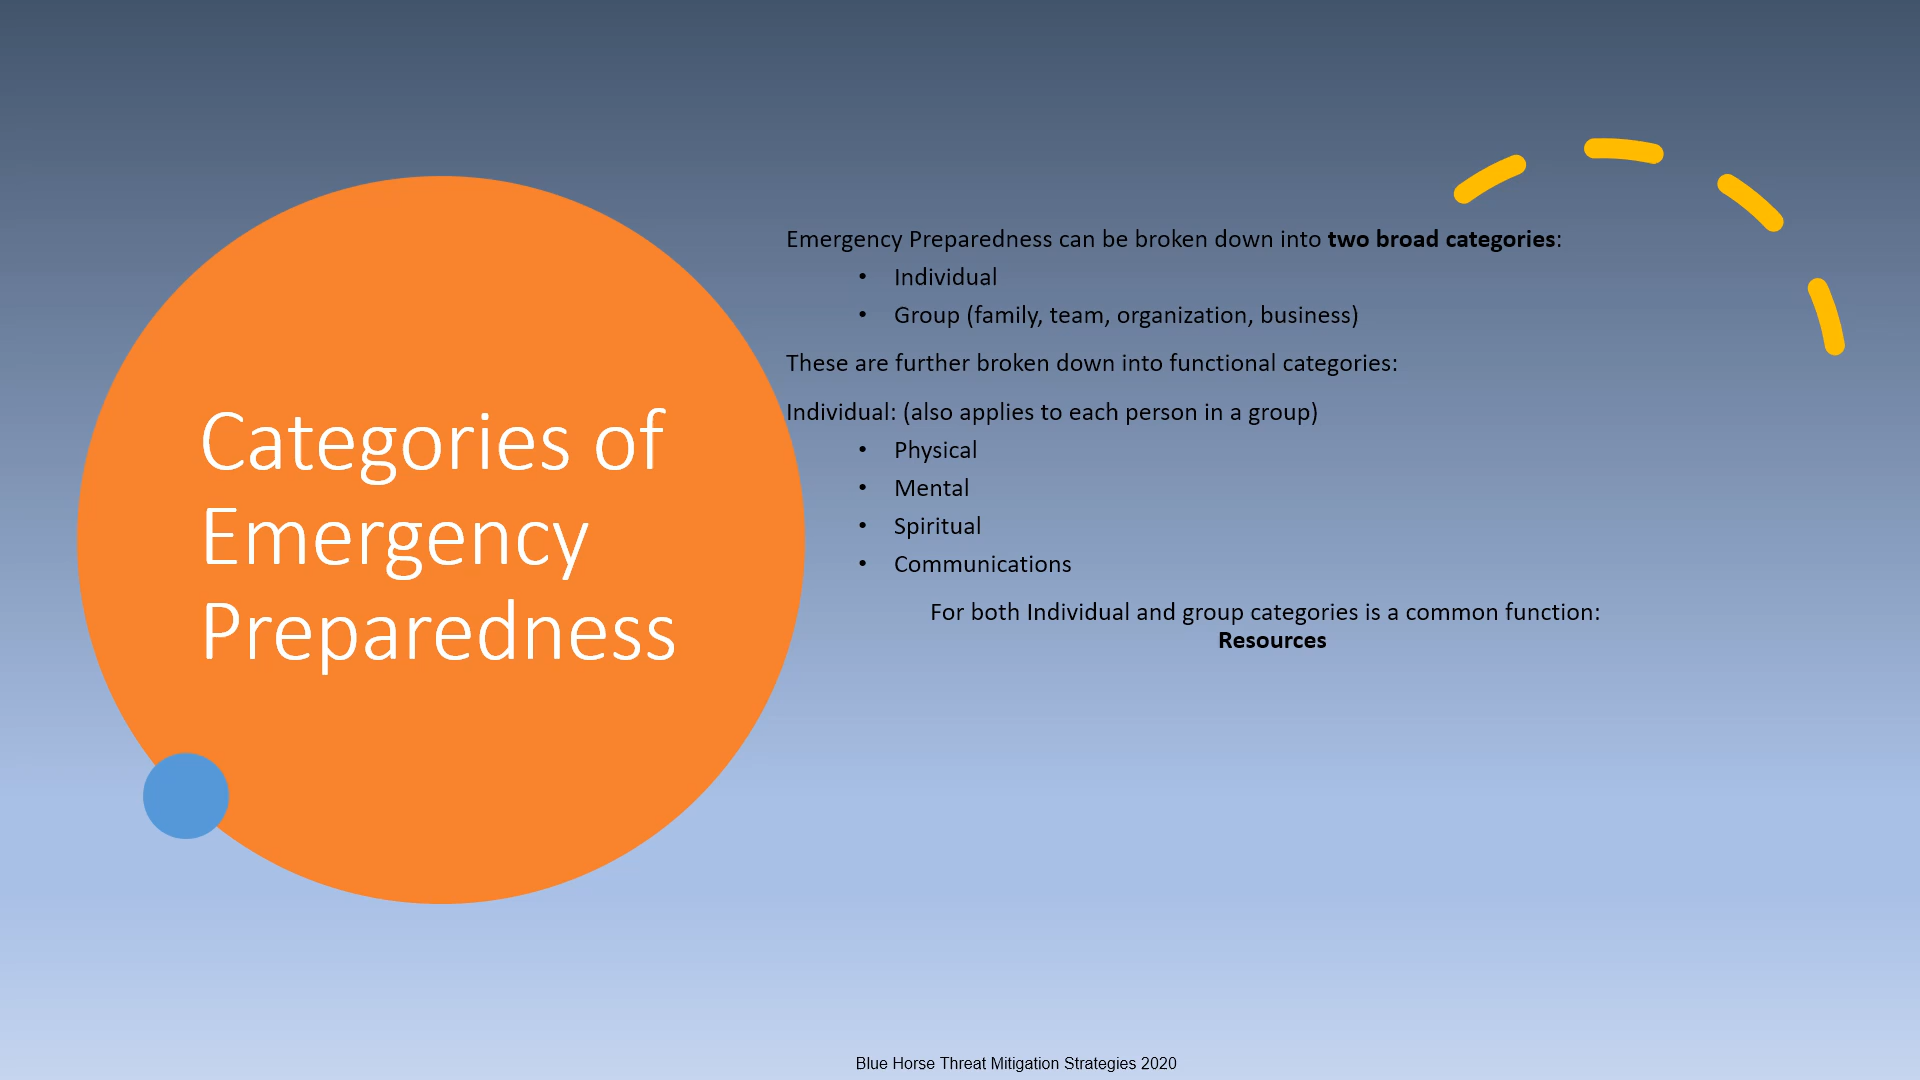 Categories of
Emergency
Preparedness
Emergency Preparedness can be broken down into two broad categories:
• Individual
• Group (family, team, organization, business)
These are further broken down into functional categories:
Individual: (also applies to each person in a group)
• Physical
• Mental
• Spiritual
• Communications
For both Individual and group categories is a common function:
Resources
Blue Horse Threat Mitigation Strategies 2020